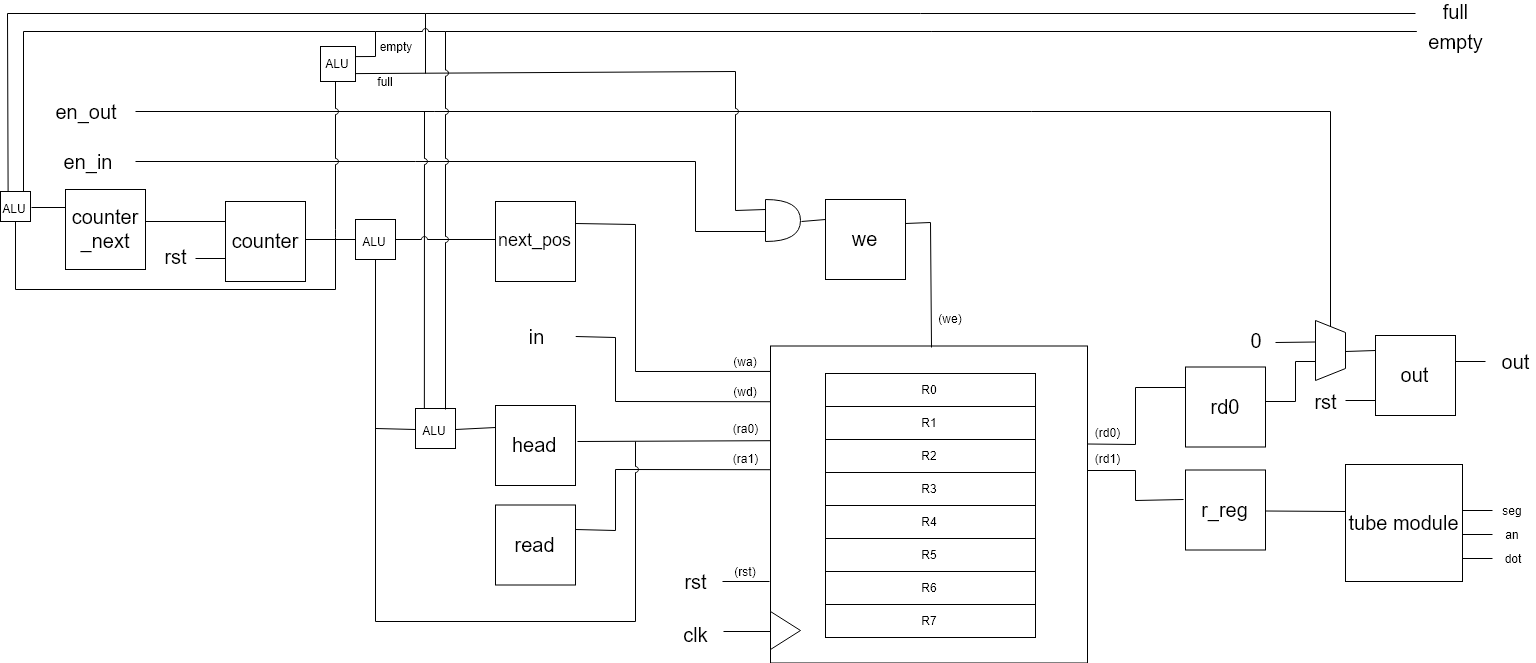 full
empty
empty
ALU
full
en_out
en_in
ALU
counter
_next
counter
rst
ALU
next_pos
we
(we)
in
0
(wa)
out
out
(wd)
R0
rd0
rst
R1
ALU
head
(ra0)
(rd0)
R2
(ra1)
(rd1)
R3
r_reg
tube module
seg
an
dot
R4
read
R5
rst
(rst)
R6
R7
clk